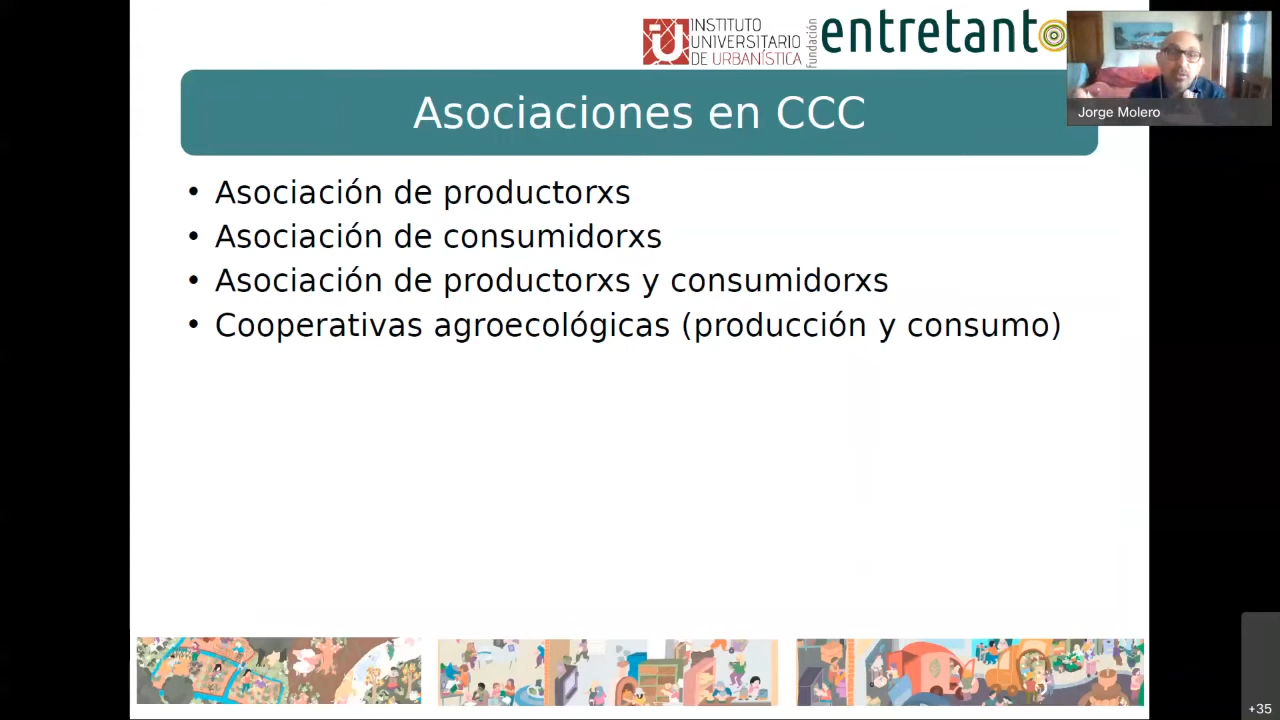 INSTITUTO
UNIVERSITARIO
DE URBANÍSTICA
fundación
entretanto
Jorge Molero
Asociaciones en CCC
• Asociación de productorxs
• Asociación de consumidorxs
• Asociación de productorxs y consumidorxs
• Cooperativas agroecológicas (producción y consumo)
+35